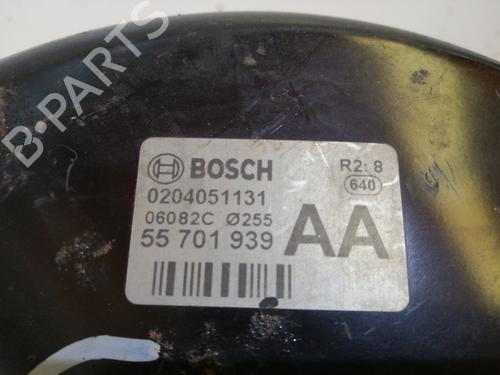 B-PARTS
BOSCH
R2: 8
640
0204051131
06082C Ø255
55 701 939
AA